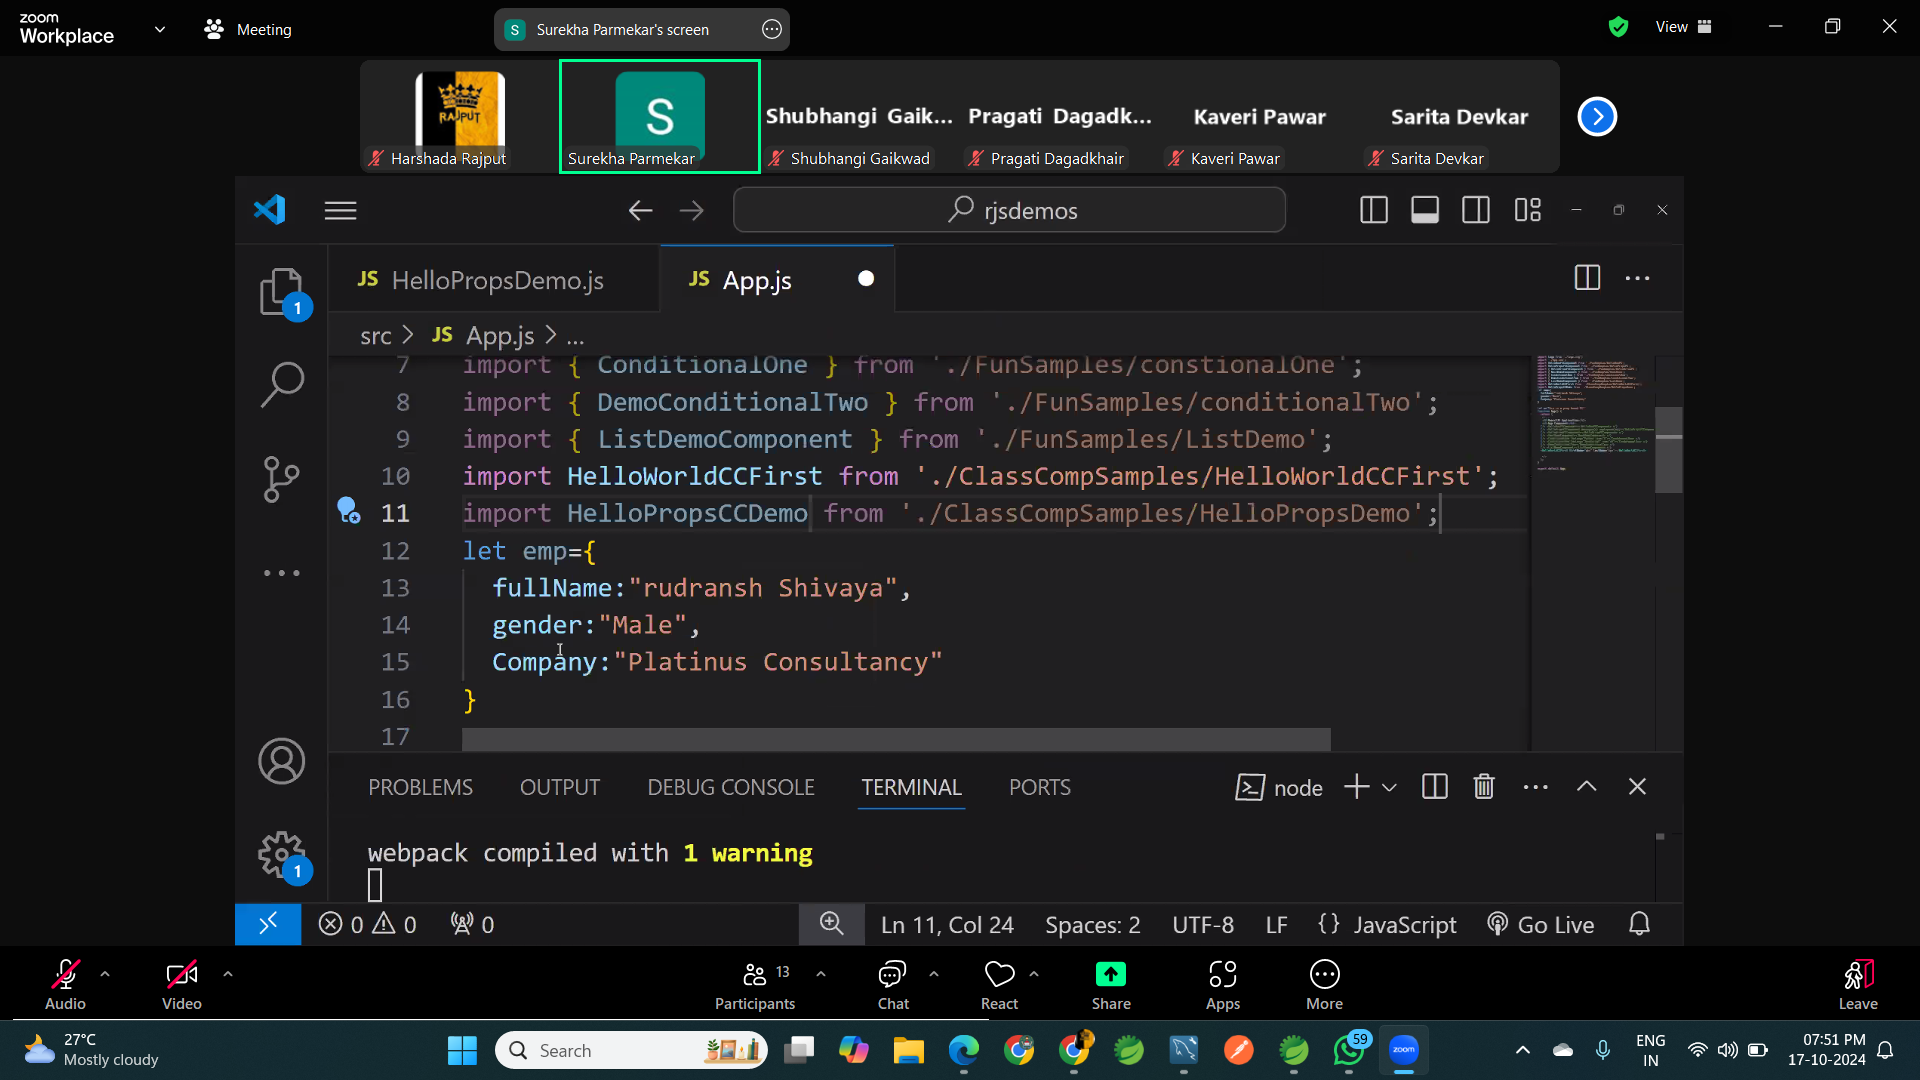 zoom
Workplace
Meeting
S Surekha Parmekar's screen
View
RAJPUT
S
Shubhangi Gaik...
Pragati Dagadk...
Kaveri Pawar
Sarita Devkar
Harshada Rajput
Surekha Parmekar
Shubhangi Gaikwad
Pragati Dagadkhair
Kaveri Pawar
Sarita Devkar
rjsdemos
JS HelloPropsDemo.js
JS App.js
1
src > JS App.js > ...
7 import { ConditionalOne } from './FunSamples/constionalOne';
8 import { DemoConditionalTwo } from './FunSamples/conditionalTwo';
9 import { ListDemoComponent } from './FunSamples/ListDemo';
10 import HelloWorldCCFirst from './ClassCompSamples/HelloWorldCCFirst';
11 import HelloPropsCCDemo from './ClassCompSamples/HelloPropsDemo';
12 let emp={
13 fullName:"rudransh Shivaya",
14 gender:"Male",
15 Company:"Platinus Consultancy"
16 }
17
PROBLEMS OUTPUT DEBUG CONSOLE TERMINAL PORTS
node
webpack compiled with 1 warning
1
0 0 0
Ln 11, Col 24 Spaces: 2 UTF-8 LF {} JavaScript Go Live
Audio
Video
Participants 13
Chat
React
Share
Apps
More
Leave
27°C
Mostly cloudy
Search
59
zoom
ENG
IN
07:51 PM
17-10-2024